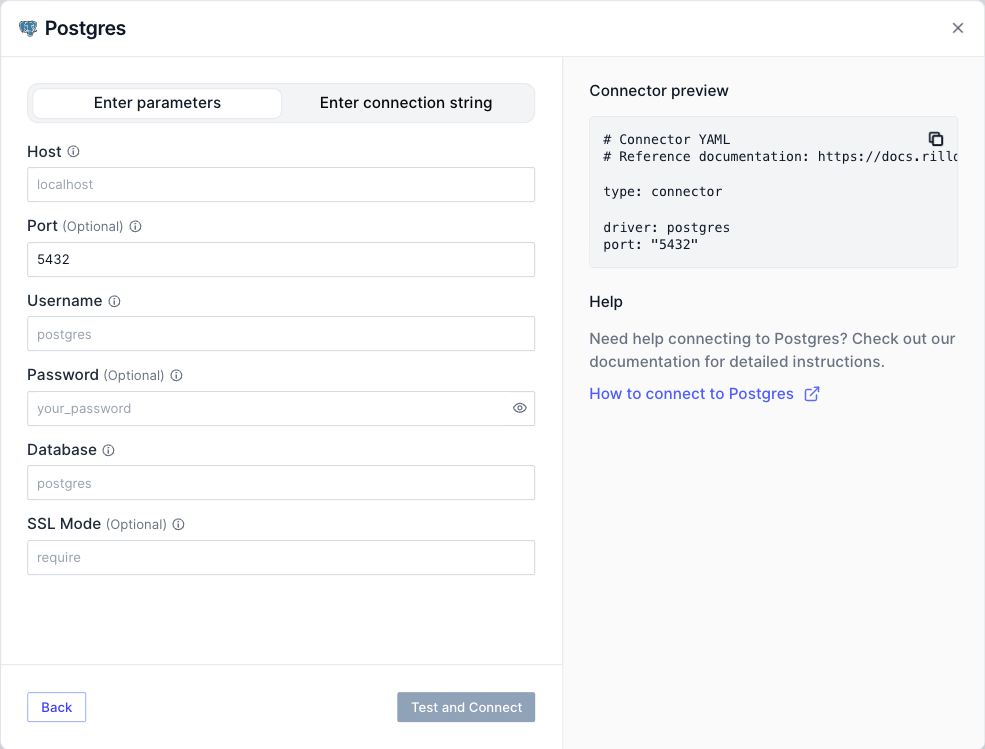 Postgres
Enter parameters
Enter connection string
Host
localhost
Port (Optional)
5432
Username
postgres
Password (Optional)
your_password
Database
postgres
SSL Mode (Optional)
require
Back
Test and Connect
Connector preview
# Connector YAML
# Reference documentation: https://docs.rill
type: connector
driver: postgres
port: "5432"
Help
Need help connecting to Postgres? Check out our
documentation for detailed instructions.
How to connect to Postgres